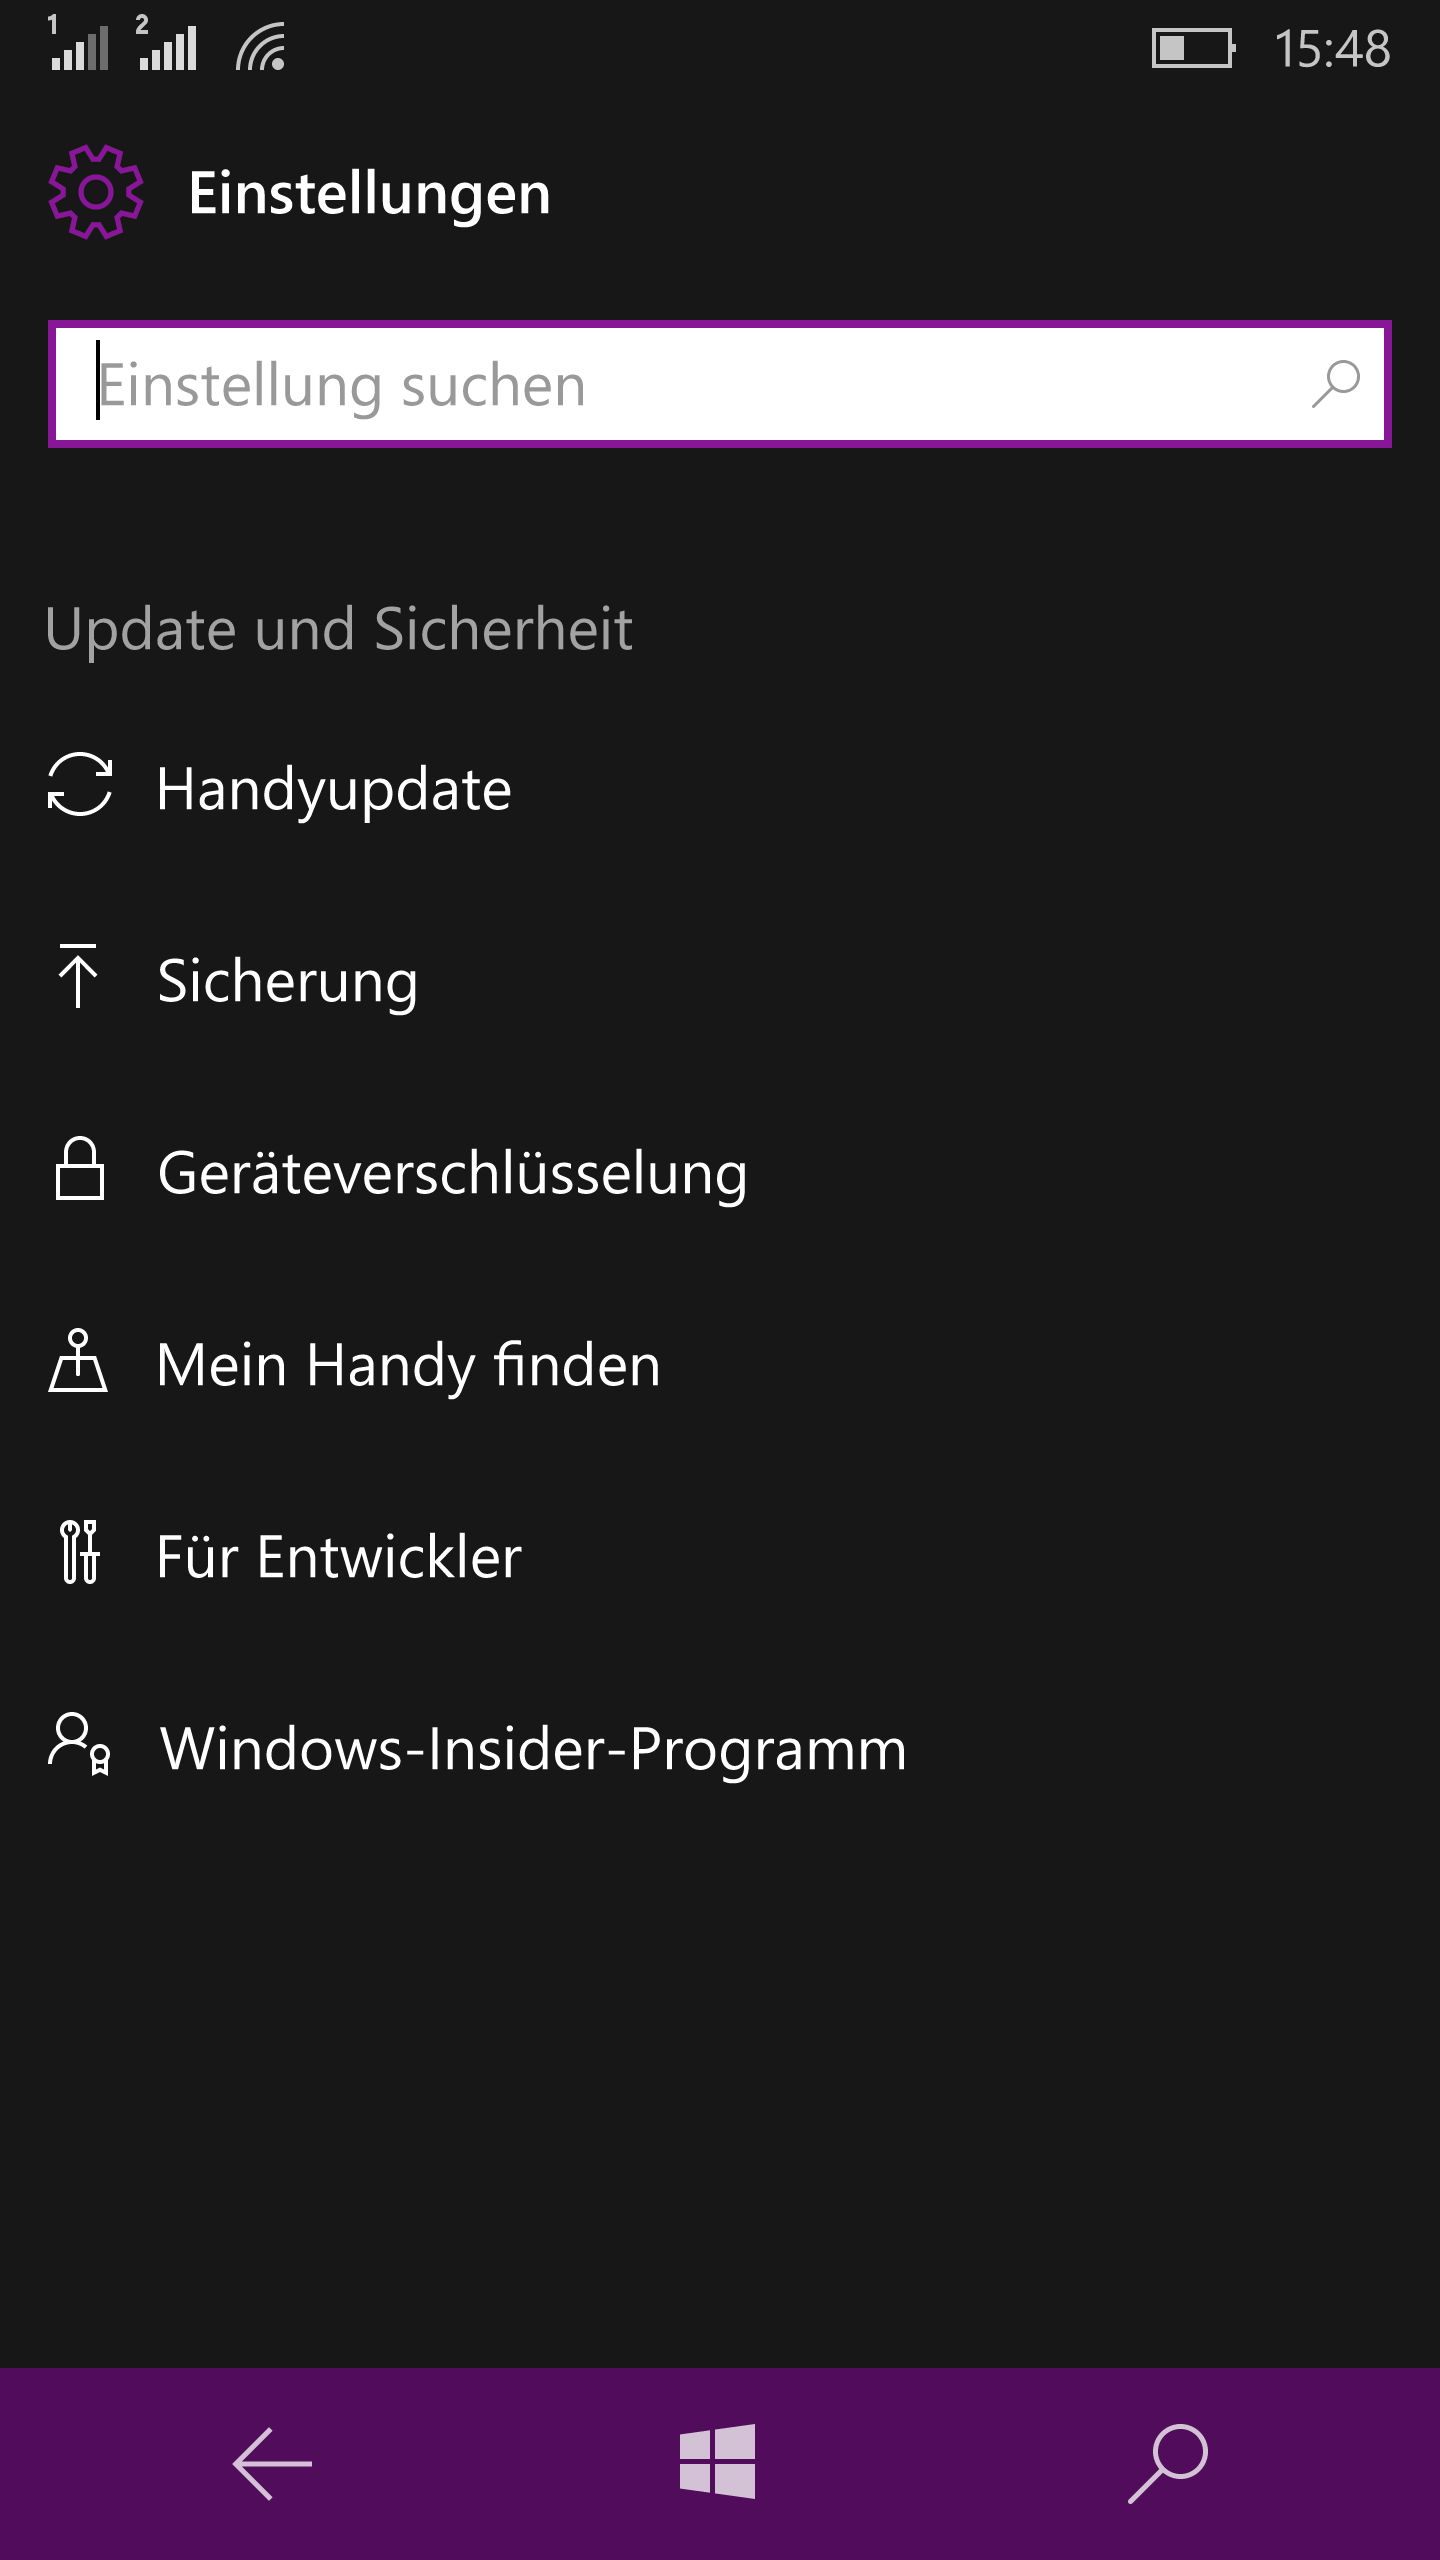 1 2 15:48
Einstellungen
Einstellung suchen
Update und Sicherheit
Handyupdate
Sicherung
Geräteverschlüsselung
Mein Handy finden
Für Entwickler
Windows-Insider-Programm